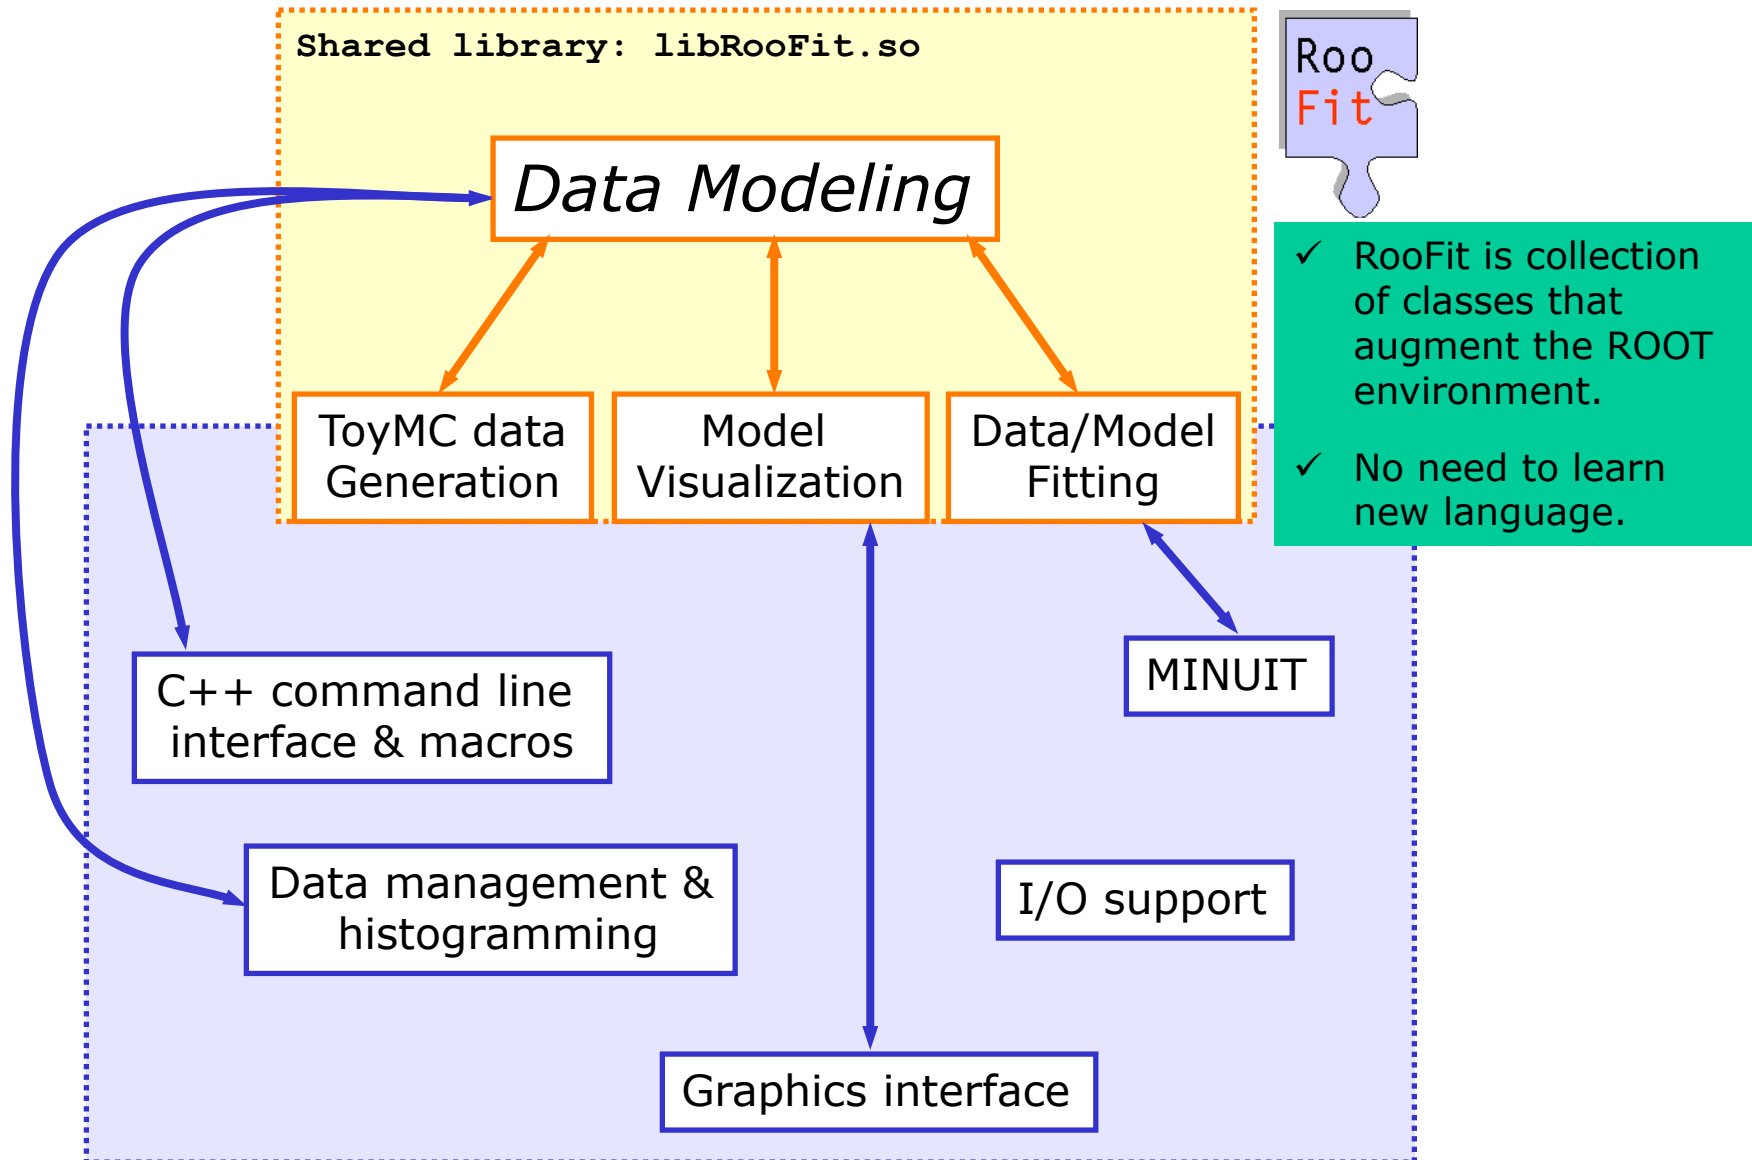 Shared library: libRooFit.so
Roo
Fit
Data Modeling
✓ RooFit is collection
of classes that
augment the ROOT
environment.
✓ No need to learn
new language.
ToyMC data
Generation
Model
Visualization
Data/Model
Fitting
C++ command line
interface & macros
MINUIT
Data management &
histogramming
I/O support
Graphics interface